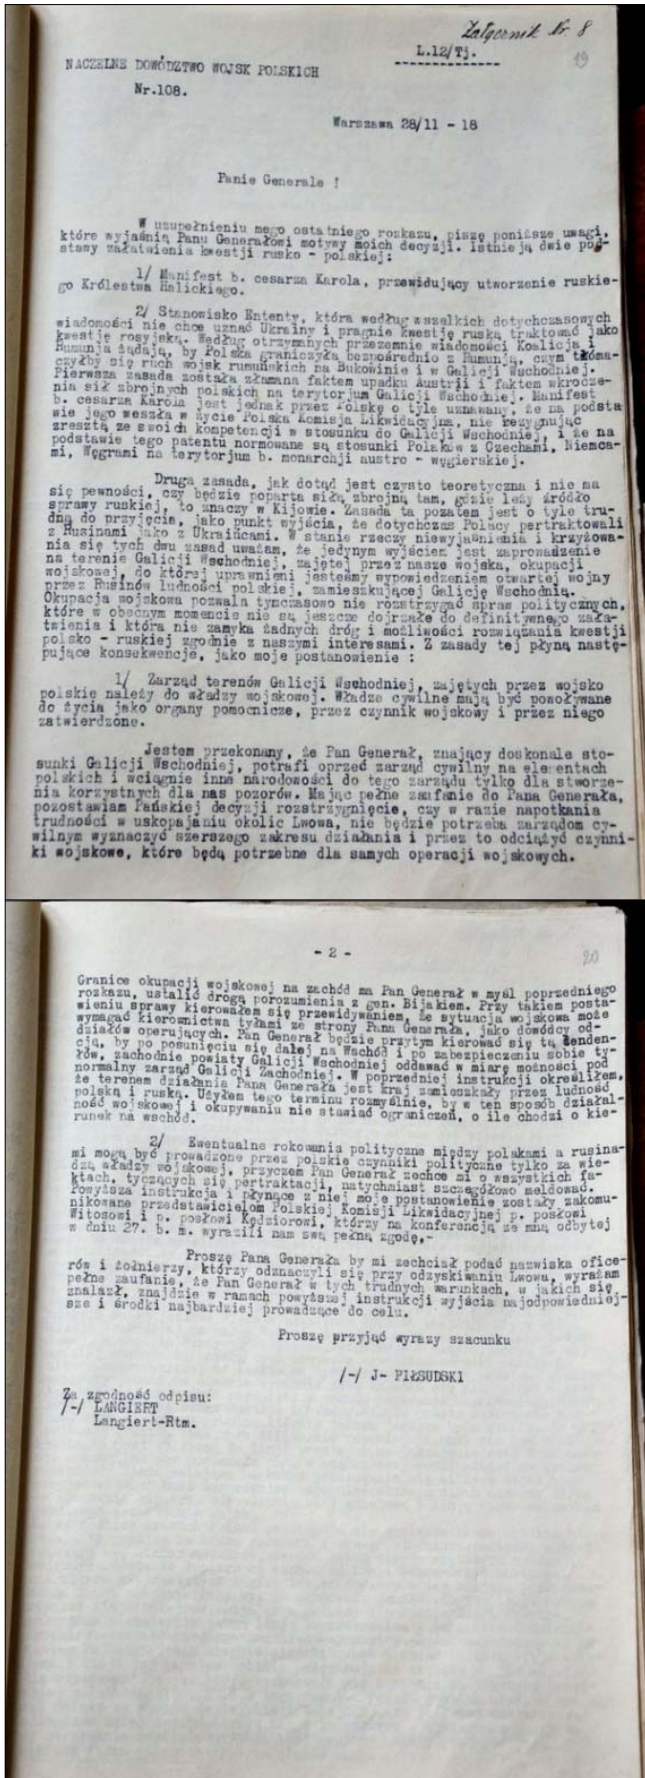 Załącznik Nr. 8
L.12/Tj.
19
NACZELNE DOWÓDZTWO WOJSK POLSKICH
Nr.108.
Warszawa 28/11 - 18
Panie Generale !
W uzupełnieniu mego ostatniego rozkazu, piszę poniższe uwagi,
które wyjaśnią Panu Generałowi motywy moich decyzji. Istnieją dwie pod-
stawy załatwienia kwestji rusko - polskiej:
1/ Manifest b. cesarza Karola, przewidujący utworzenie ruskie-
go Królestwa Halickiego.
2/ Stanowisko Ententy, która według wszelkich dotychczasowych
wiadomości nie chce uznać Ukrainy i pragnie kwestję ruską traktować jako
kwestję rosyjską. Według otrzymanych przezemnie wiadomości Koalicja i
Rumunja żądają, by Polska graniczyła bezpośrednio z Rumunją, czym tłóma-
czyłby się ruch wojsk rumuńskich na Bukowinie i w Galicji Wschodniej.
Pierwsza zasada została złamana faktem upadku Austrji i faktem wkrocze-
nia sił zbrojnych polskich na terytorjum Galicji Wschodniej. Manifest
b. cesarza Karola jest jednak przez Polskę o tyle uznawany, że na podsta
wie jego weszła w życie Polska Komisja Likwidacyjna, nie rezygnując
zresztą ze swoich kompetencji w stosunku do Galicji Wschodniej, i że na
podstawie tego patentu normowane są stosunki Polaków z Czechami, Niemca-
mi, Węgrami na terytorjum b. monarchji austro - węgierskiej.
Druga zasada, jak dotąd jest czysto teoretyczna i nie ma
się pewności, czy będzie poparta siłą zbrojną tam, gdzie leży źródło
sprawy ruskiej, to znaczy w Kijowie. Zasada ta pozatem jest o tyle tru-
dną do przyjęcia, jako punkt wyjścia, że dotychczas Polacy pertraktowali
z Rusinami jako z Ukraińcami. W stanie rzeczy niewyjaśnienia i krzyżowa-
nia się tych dwu zasad uważam, że jedynym wyjściem jest zaprowadzenie
na terenie Galicji Wschodniej, zajętej przez nasze wojska, okupacji
wojskowej, do której uprawnieni jesteśmy wypowiedzeniem otwartej wojny
przez Rusinów ludności polskiej, zamieszkującej Galicję Wschodnią.
Okupacja wojskowa pozwala tymczasowo nie rozstrzygać spraw politycznych,
które w obecnym momencie nie są jeszcze dojrzałe do definitywnego zała-
twienia i która nie zamyka żadnych dróg i możliwości rozwiązania kwestji
polsko - ruskiej zgodnie z naszymi interesami. Z zasady tej płyną nastę-
pujące konsekwencje, jako moje postanowienie :
1/ Zarząd terenów Galicji Wschodniej, zajętych przez wojsko
polskie należy do władzy wojskowej. Władze cywilne mają być powoływane
do życia jako organy pomocnicze, przez czynnik wojskowy i przez niego
zatwierdzone.
Jestem przekonany, że Pan Generał, znający doskonale sto-
sunki Galicji Wschodniej, potrafi oprzeć zarząd cywilny na elementach
polskich i wciągnie inne narodowości do tego zarządu tylko dla stworze-
nia korzystnych dla nas pozorów. Mając pełne zaufanie do Pana Generała,
pozostawiam Pańskiej decyzji rozstrzygnięcie, czy w razie napotkania
trudności w uskopajaniu okolic Lwowa, nie będzie potrzeba zarządom cy-
wilnym wyznaczyć szerszego zakresu działania i przez to odciążyć czynni-
ki wojskowe, które będą potrzebne dla samych operacji wojskowych.
- 2 -
20
Granice okupacji wojskowej na zachód ma Pan Generał w myśl poprzedniego
rozkazu, ustalić drogą porozumienia z gen. Bijakiem. Przy takiem posta-
wieniu sprawy kierowałem się przewidywaniem, że sytuacja wojskowa może
wymagać kierownictwa tyłami ze strony Pana Generała, jako dowódcy od-
działów operujących. Pan Generał będzie przytym kierować się tą tenden-
cją, by po posunięciu się dalej na Wachód i po zabezpieczeniu sobie ty-
łów, zachodnie powiaty Galicji Wschodniej oddawać w miarę możności pod
normalny zarząd Galicji Zachodniej. W poprzedniej instrukcji określiłem,
że terenem działania Pana Generała jest kraj zamieszkały przez ludność
polską i ruską. Użyłem tego terminu rozmyślnie, by w ten sposób działal-
ność wojskowej i okupywaniu nie stawiać ograniczeń, o ile chodzi o kie-
runek na wschód.
2/ Ewentualne rokowania polityczne między polakami a rusina-
mi mogą być prowadzone przez polskie czynniki polityczne tylko za wie-
dzą władzy wojskowej, przyczem Pan Generał zechce mi o wszystkich fa-
ktach, tyczących się pertraktacji, natychmiast szczegółowo meldować.
Powyższa instrukcja i płynące z niej moje postanowienie zostały zakomu-
nikowane przedstawicielom Polskiej Komisji Likwidacyjnej p. posłowi
Witosowi i p. posłowi Kędziorowi, którzy na konferencją ze mną odbytej
w dniu 27. b. m. wyrazili nam swą pełną zgodę,-
Proszę Pana Generała by mi zechciał podać nazwiska ofice-
rów i żołnierzy, którzy odznaczyli się przy odzyskiwaniu Lwowa, wyrażam
pełne zaufanie, że Pan Generał w tych trudnych warunkach, w jakich się
znalazł, znajdzie w ramach powyższej instrukcji wyjścia najodpowiedniej-
sze i środki najbardziej prowadzące do celu.
Proszę przyjąć wyrazy szacunku
/-/ J- PIŁSUDSKI
Za zgodność odpisu:
/-/ LANGIERT
Langiert-Rtm.